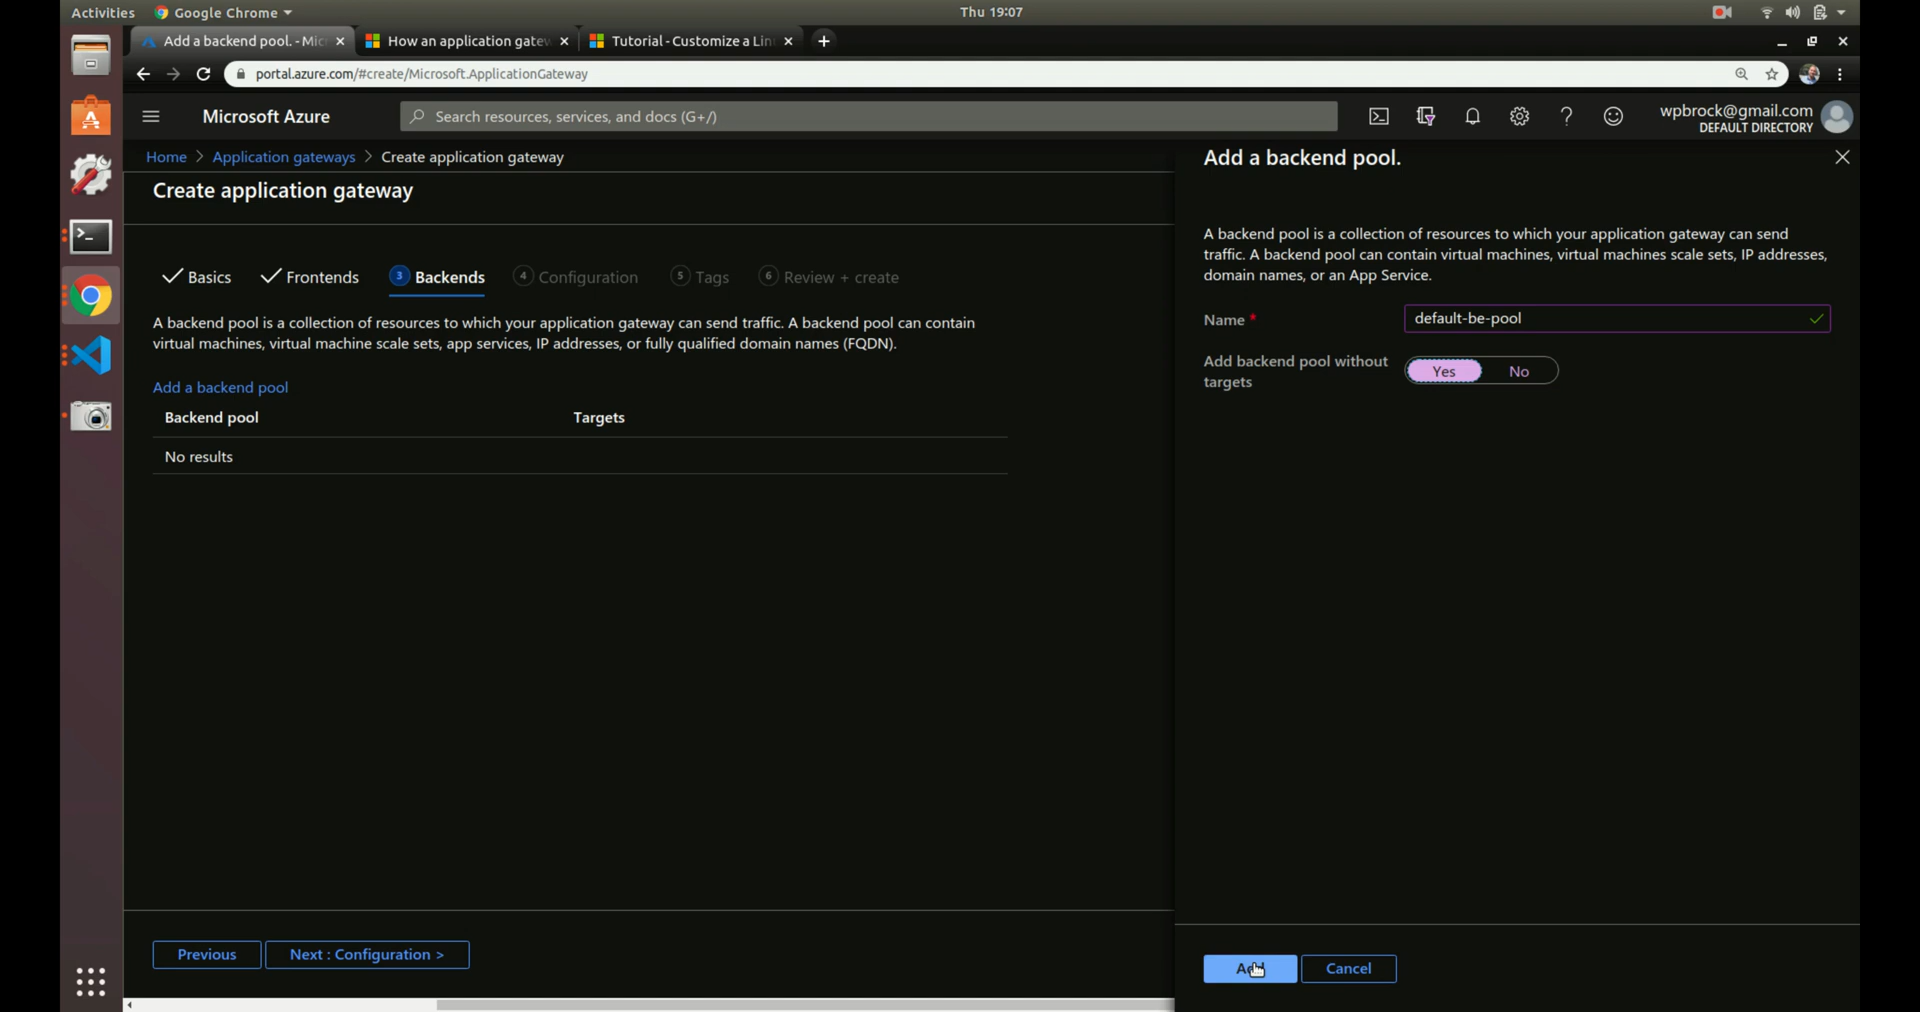 Activities
Google Chrome
Thu 19:07
Add a backend pool. - Mic
How an application gatew
Tutorial - Customize a Lin
portal.azure.com/#create/Microsoft.ApplicationGateway
Microsoft Azure
Search resources, services, and docs (G+/)
wpbrock@gmail.com
DEFAULT DIRECTORY
Home > Application gateways > Create application gateway
Create application gateway
Basics
Frontends
3 Backends
4 Configuration
5 Tags
6 Review + create
A backend pool is a collection of resources to which your application gateway can send traffic. A backend pool can contain
virtual machines, virtual machine scale sets, app services, IP addresses, or fully qualified domain names (FQDN).
Add a backend pool
Backend pool Targets
No results
Previous
Next : Configuration >
Add a backend pool.
A backend pool is a collection of resources to which your application gateway can send
traffic. A backend pool can contain virtual machines, virtual machines scale sets, IP addresses,
domain names, or an App Service.
Name *
default-be-pool
Add backend pool without
targets
Yes No
Add
Cancel